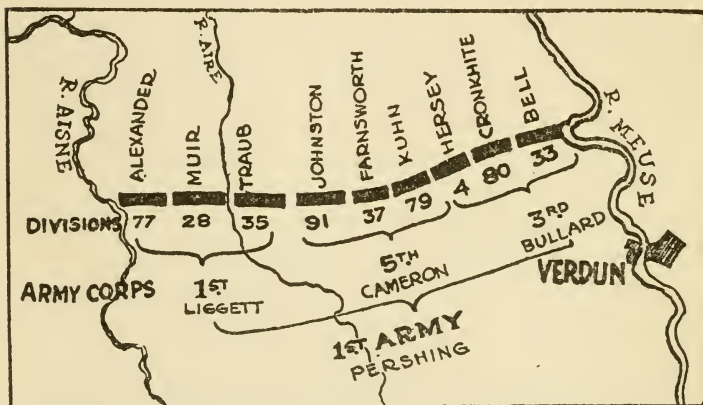 R. AISNE
R. AIRE
R. MEUSE
ALEXANDER
MUIR
TRAUB
JOHNSTON
FARNSWORTH
KUHN
HERSEY
CRONKHITE
BELL
DIVISIONS 77 28 35 91 37 79 4 80 33
ARMY CORPS
1ST
LIGGETT
5TH
CAMERON
3RD
BULLARD
VERDUN
1ST ARMY
PERSHING